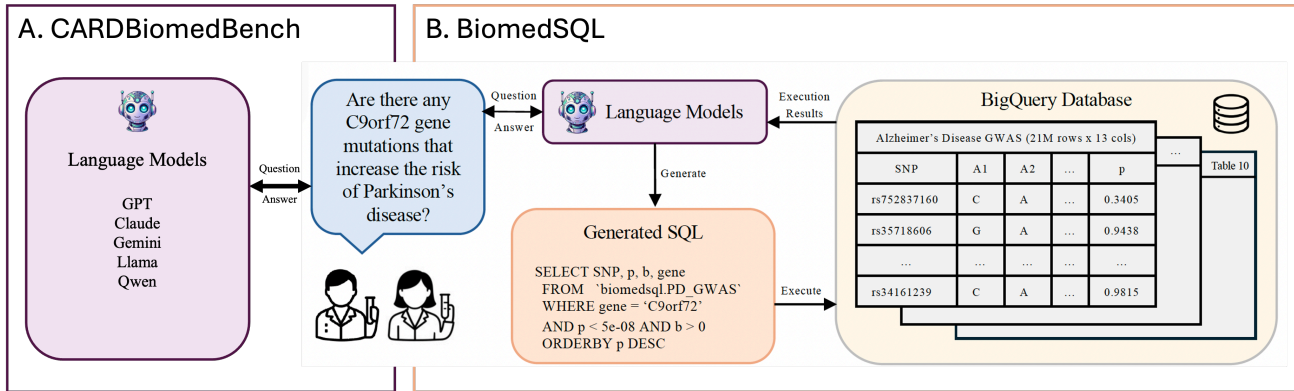 A. CARDBiomedBench
B. BiomedSQL
Language Models
GPT
Claude
Gemini
Llama
Qwen
Question
Answer
Are there any
C9orf72 gene
mutations that
increase the risk
of Parkinson's
disease?
Question
Answer
Language Models
Generate
Generated SQL
SELECT SNP, p, b, gene
FROM `biomedsql.PD_GWAS`
WHERE gene = ‘C9orf72’
AND p < 5e-08 AND b > 0
ORDERBY p DESC
Execution
Results
Execute
BigQuery Database
Alzheimer's Disease GWAS (21M rows x 13 cols)
SNP A1 A2 ... p
rs752837160 C A ... 0.3405
rs35718606 G A ... 0.9438
... ... ... ... ...
rs34161239 C A ... 0.9815
...
Table 10